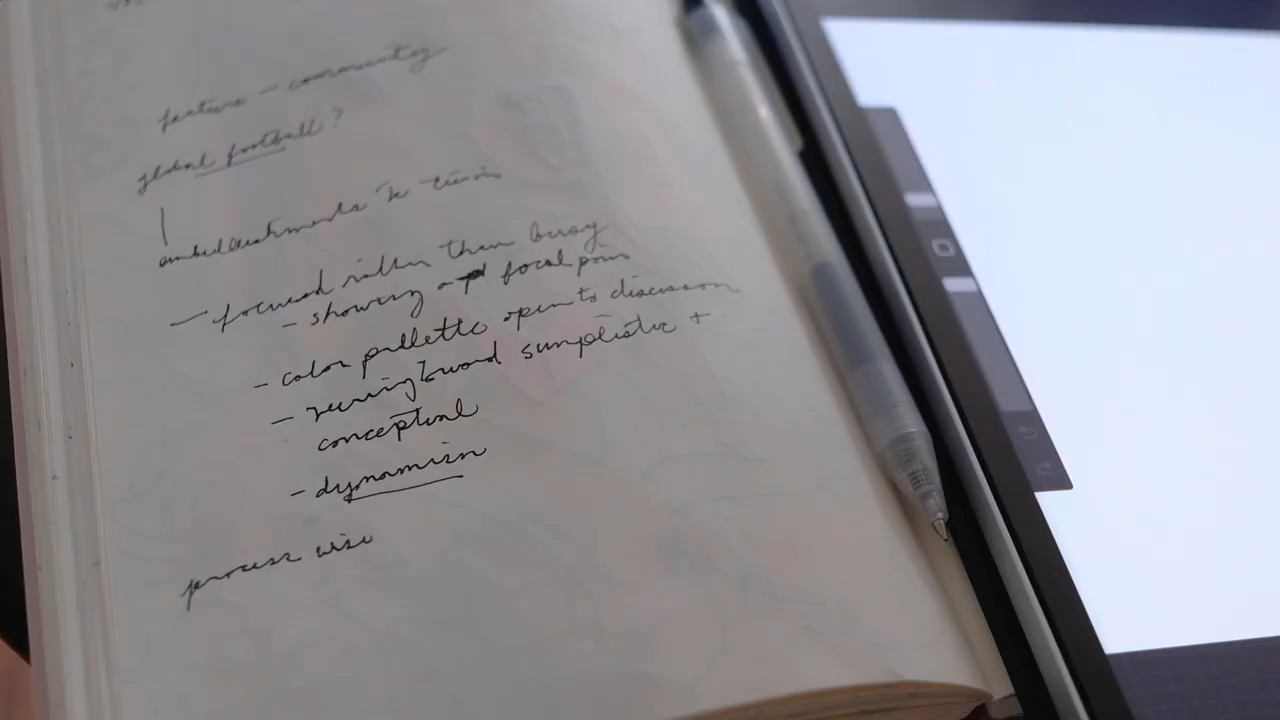 feature - community
global football?
embellishments to
- focused rather than busy
- showing a focal point
- color pallette open to discussion
- toward simplistic +
conceptual
- dynamism
process wise